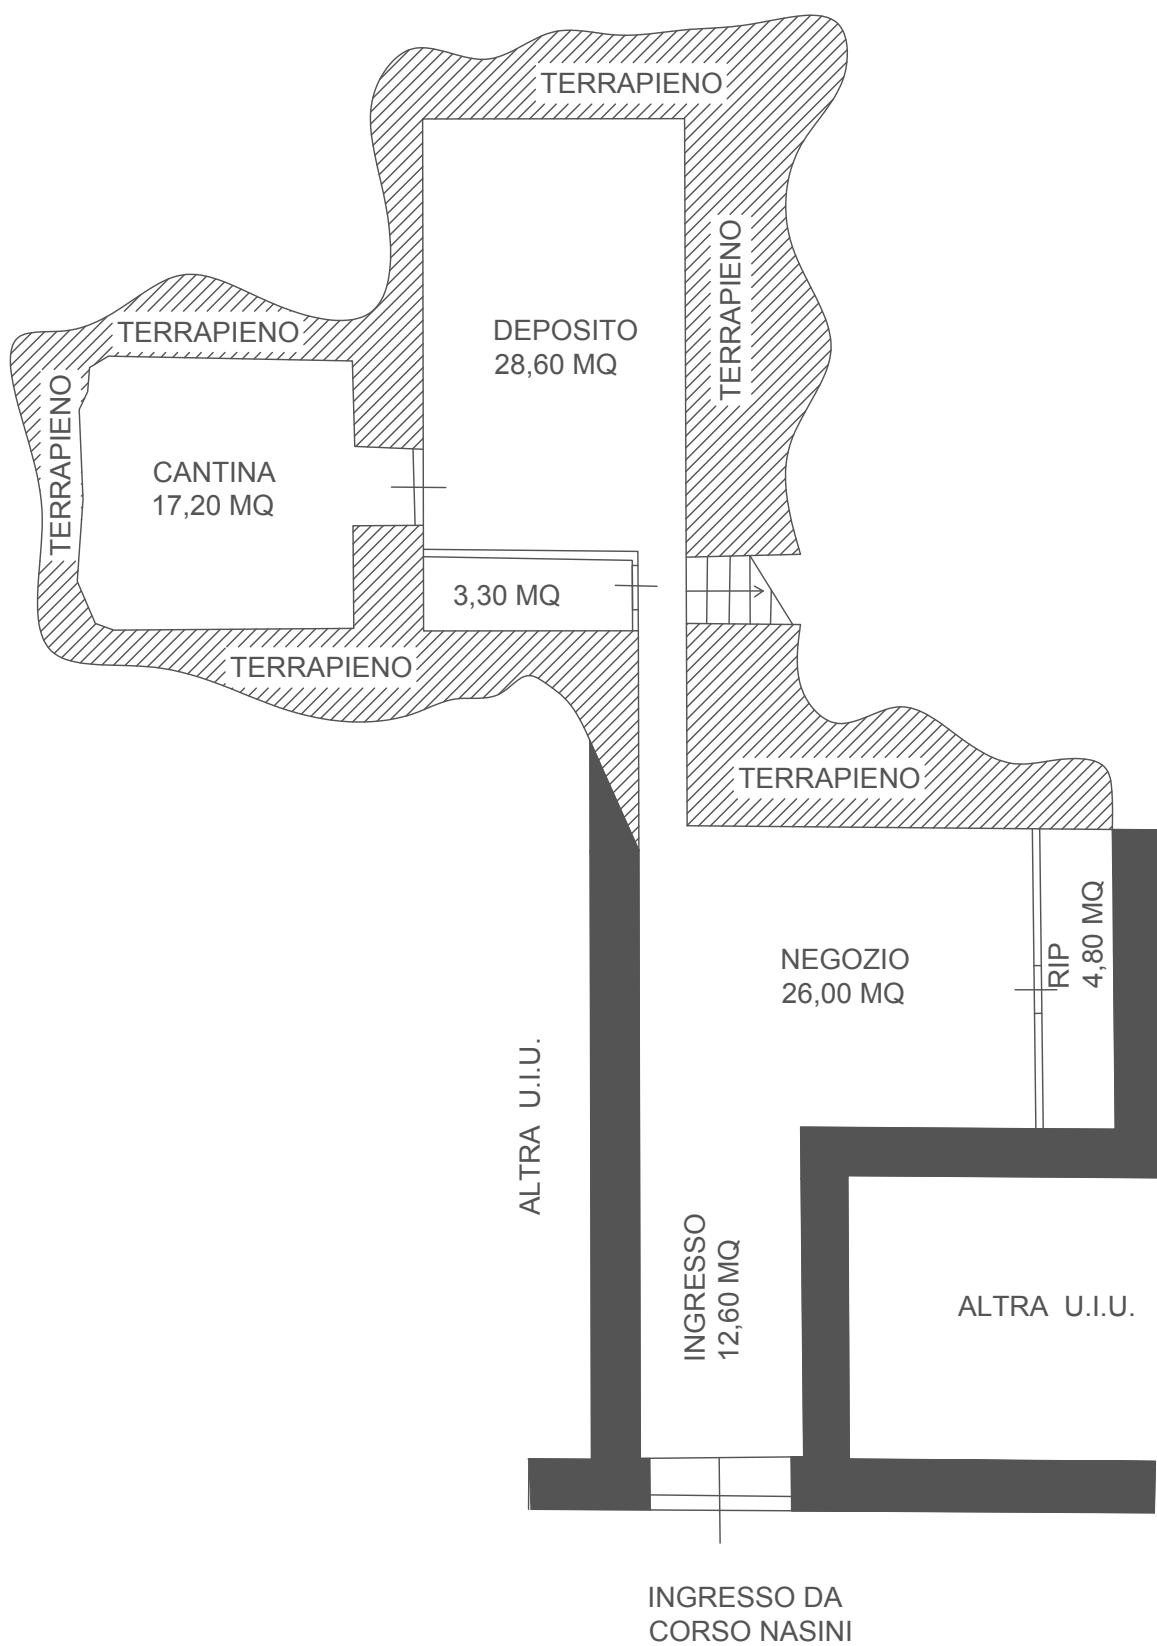 TERRAPIENO
TERRAPIENO
TERRAPIENO
DEPOSITO
28,60 MQ
TERRAPIENO
CANTINA
17,20 MQ
3,30 MQ
TERRAPIENO
TERRAPIENO
NEGOZIO
26,00 MQ
RIP
4,80 MQ
ALTRA U.I.U.
INGRESSO
12,60 MQ
ALTRA U.I.U.
INGRESSO DA
CORSO NASINI